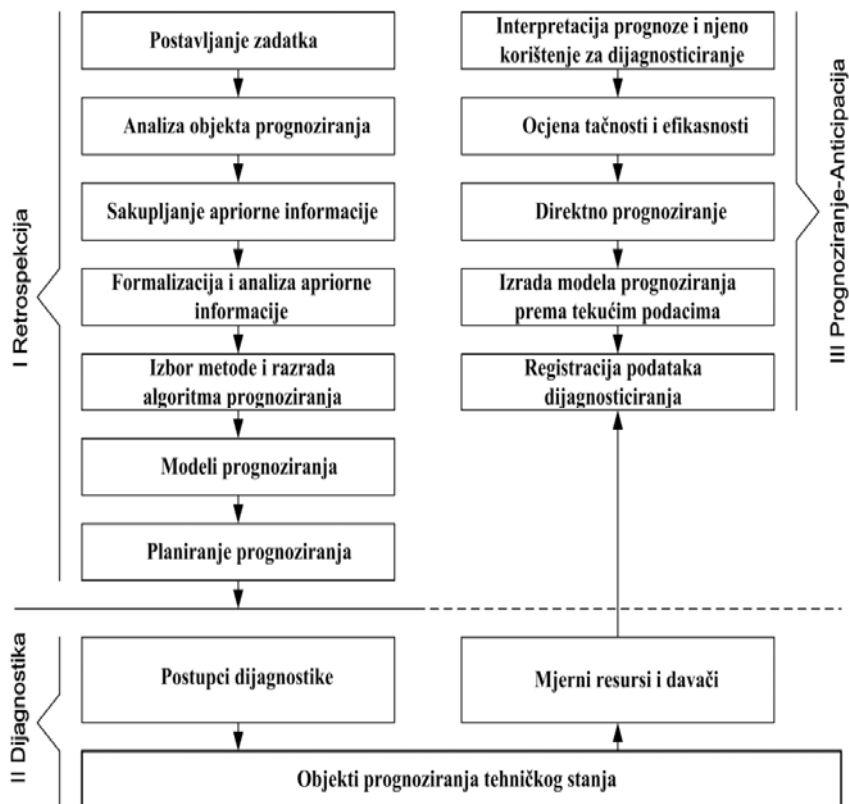 I Retrospekcija
Postavljanje zadatka
Analiza objekta prognoziranja
Sakupljanje apriorne informacije
Formalizacija i analiza apriorne
informacije
Izbor metode i razrada
algoritma prognoziranja
Modeli prognoziranja
Planiranje prognoziranja
Interpretacija prognoze i njeno
korištenje za dijagnosticiranje
Ocjena tačnosti i efikasnosti
Direktno prognoziranje
Izrada modela prognoziranja
prema tekućim podacima
Registracija podataka
dijagnosticiranja
III Prognoziranje-Anticipacija
II Dijagnostika
Postupci dijagnostike
Mjerni resursi i davači
Objekti prognoziranja tehničkog stanja